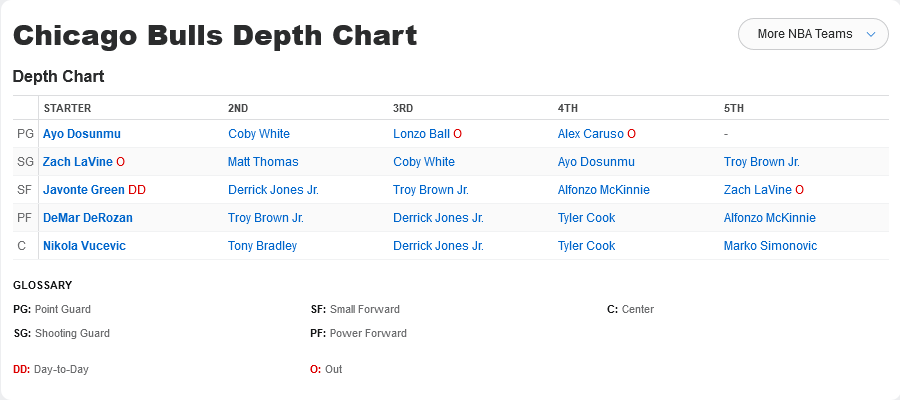 Chicago Bulls Depth Chart
More NBA Teams
Depth Chart
STARTER 2ND 3RD 4TH 5TH
PG Ayo Dosunmu Coby White Lonzo Ball O Alex Caruso O -
SG Zach LaVine O Matt Thomas Coby White Ayo Dosunmu Troy Brown Jr.
SF Javonte Green DD Derrick Jones Jr. Troy Brown Jr. Alfonzo McKinnie Zach LaVine O
PF DeMar DeRozan Troy Brown Jr. Derrick Jones Jr. Tyler Cook Alfonzo McKinnie
C Nikola Vucevic Tony Bradley Derrick Jones Jr. Tyler Cook Marko Simonovic
GLOSSARY
PG: Point Guard SF: Small Forward C: Center
SG: Shooting Guard PF: Power Forward
DD: Day-to-Day O: Out